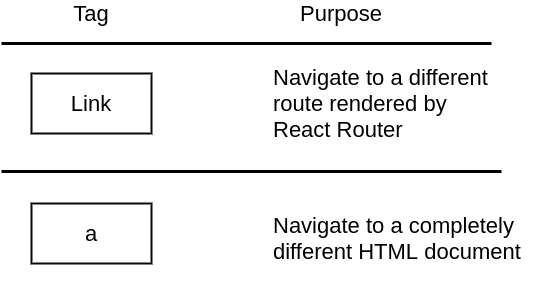 Tag Purpose
Link
Navigate to a different
route rendered by
React Router
a
Navigate to a completely
different HTML document